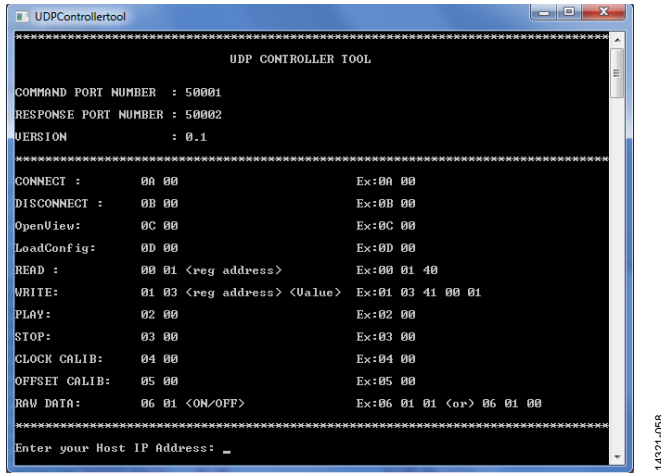 UDPControllertool
************************************************************************
UDP CONTROLLER TOOL
COMMAND PORT NUMBER : 50001
RESPONSE PORT NUMBER : 50002
VERSION : 0.1
************************************************************************
CONNECT : 0A 00 Ex:0A 00
DISCONNECT : 0B 00 Ex:0B 00
OpenView: 0C 00 Ex:0C 00
LoadConfig: 0D 00 Ex:0D 00
READ : 00 01 <reg address> Ex:00 01 40
WRITE: 01 03 <reg address> <Value> Ex:01 03 41 00 01
PLAY: 02 00 Ex:02 00
STOP: 03 00 Ex:03 00
CLOCK CALIB: 04 00 Ex:04 00
OFFSET CALIB: 05 00 Ex:05 00
RAW DATA: 06 01 <ON/OFF> Ex:06 01 01 <or> 06 01 00
************************************************************************
Enter your Host IP Address: _
14321-058